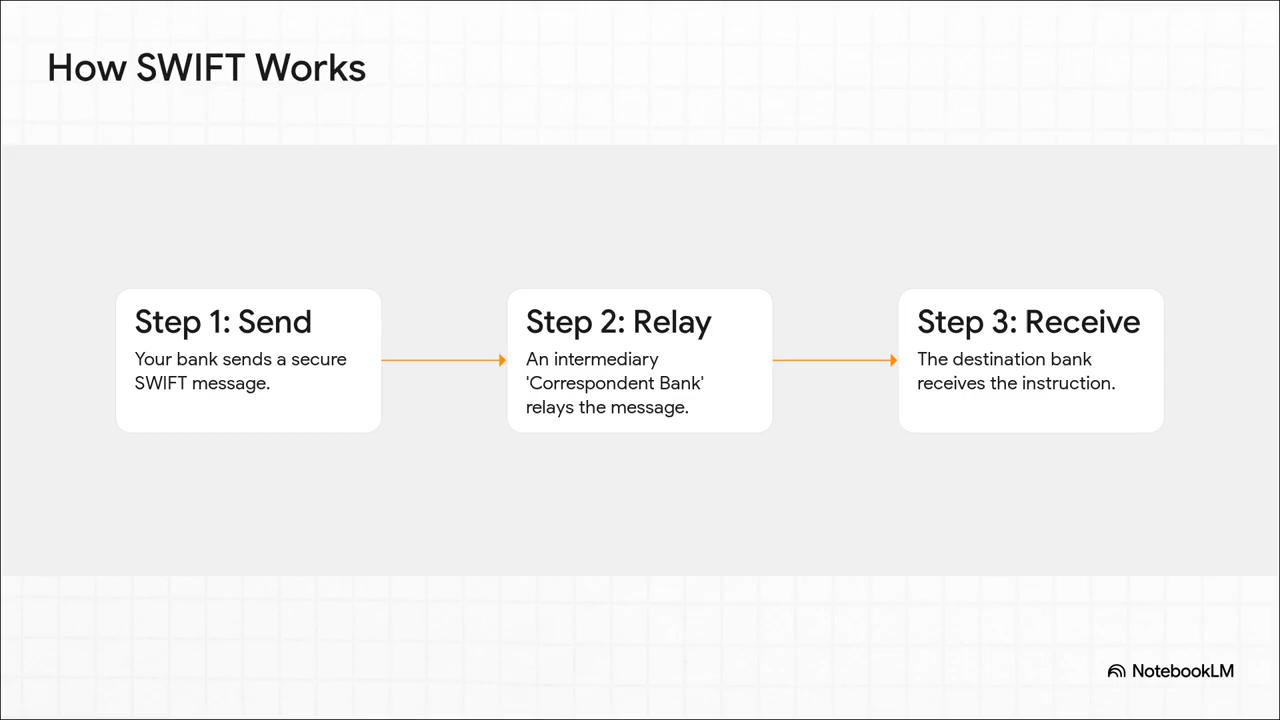 How SWIFT Works
Step 1: Send
Your bank sends a secure
SWIFT message.
Step 2: Relay
An intermediary
'Correspondent Bank'
relays the message.
Step 3: Receive
The destination bank
receives the instruction.
NotebookLM